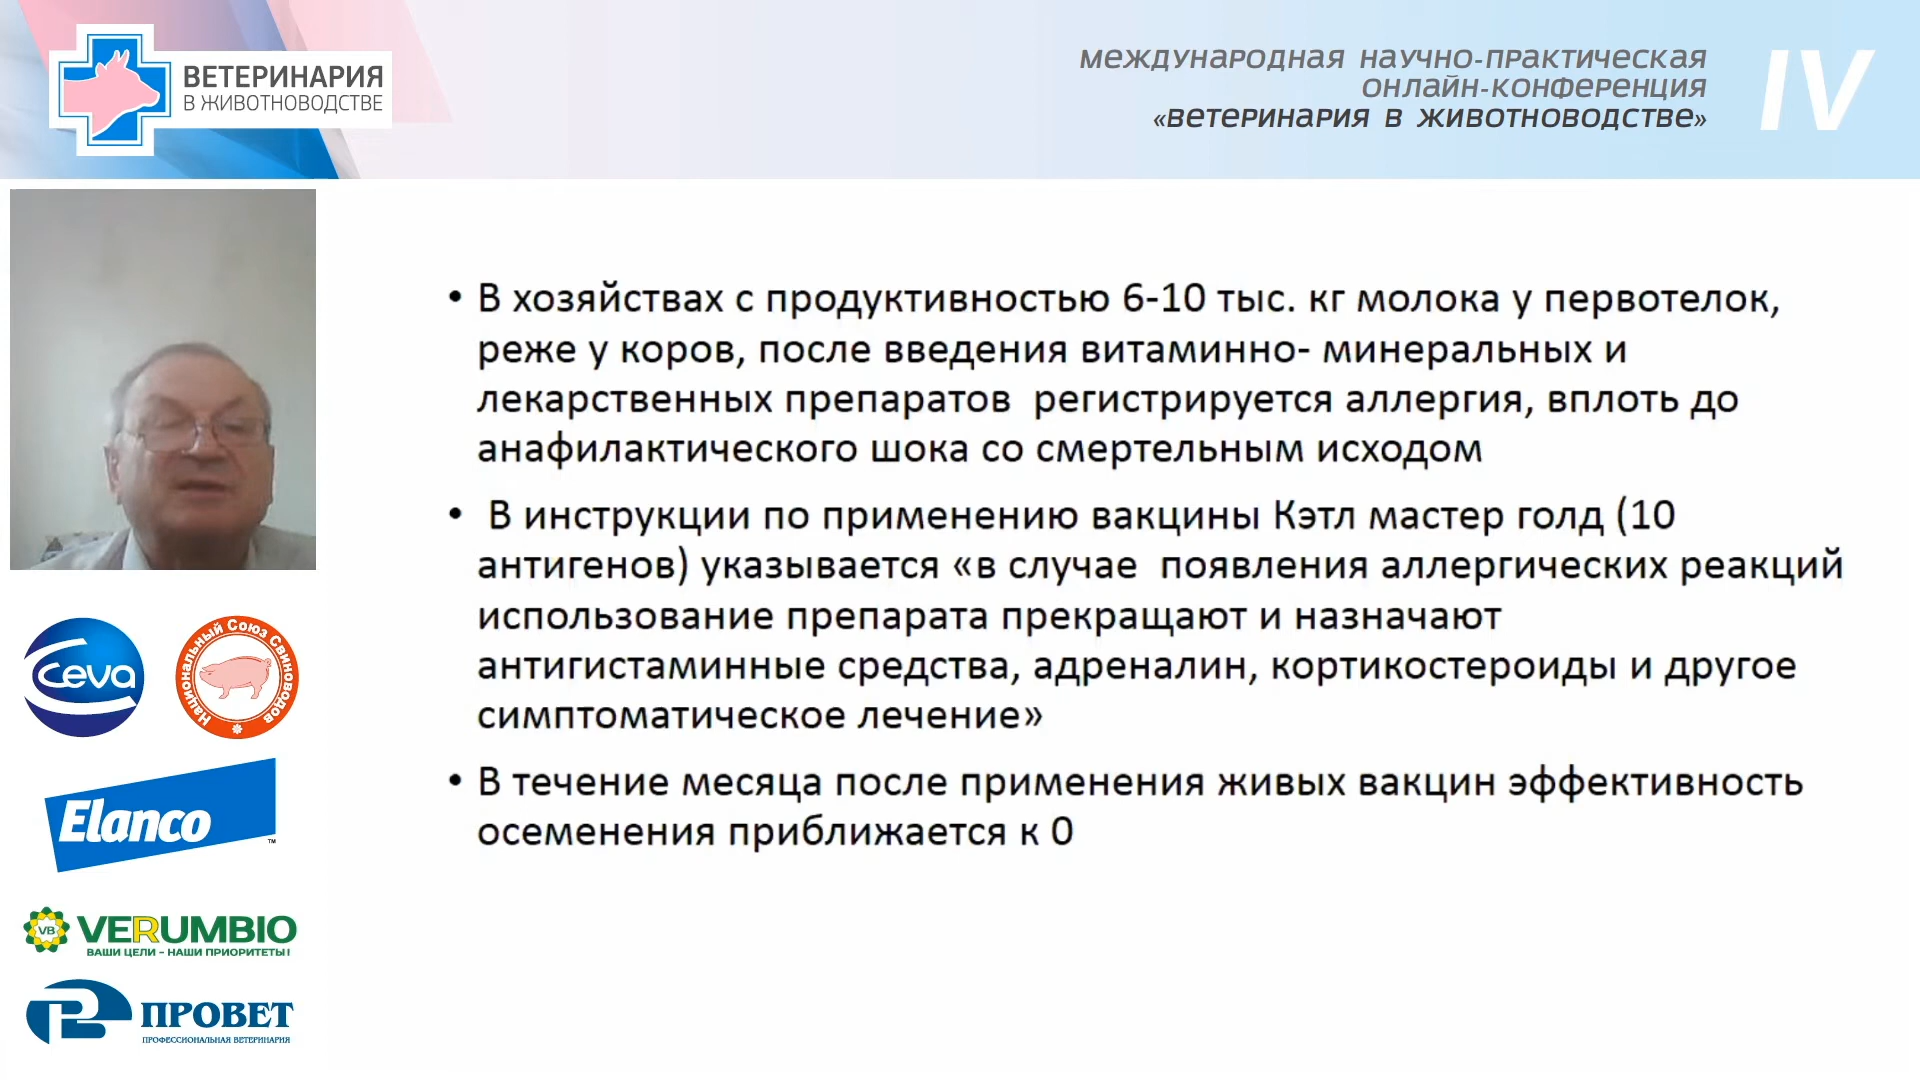 ВЕТЕРИНАРИЯ
В ЖИВОТНОВОДСТВЕ
МЕЖДУНАРОДНАЯ НАУЧНО-ПРАКТИЧЕСКАЯ
ОНЛАЙН-КОНФЕРЕНЦИЯ
«ВЕТЕРИНАРИЯ В ЖИВОТНОВОДСТВЕ»
IV
• В хозяйствах с продуктивностью 6-10 тыс. кг молока у первотелок,
реже у коров, после введения витаминно- минеральных и
лекарственных препаратов  регистрируется аллергия, вплоть до
анафилактического шока со смертельным исходом
•  В инструкции по применению вакцины Кэтл мастер голд (10
антигенов) указывается «в случае  появления аллергических реакций
использование препарата прекращают и назначают
антигистаминные средства, адреналин, кортикостероиды и другое
симптоматическое лечение»
• В течение месяца после применения живых вакцин эффективность
осеменения приближается к 0
Ceva
Национальный Союз Свиноводов
Elanco™
VB VERUMBIO
ВАШИ ЦЕЛИ – НАШИ ПРИОРИТЕТЫ!
ПРОВЕТ
ПРОФЕССИОНАЛЬНАЯ ВЕТЕРИНАРИЯ